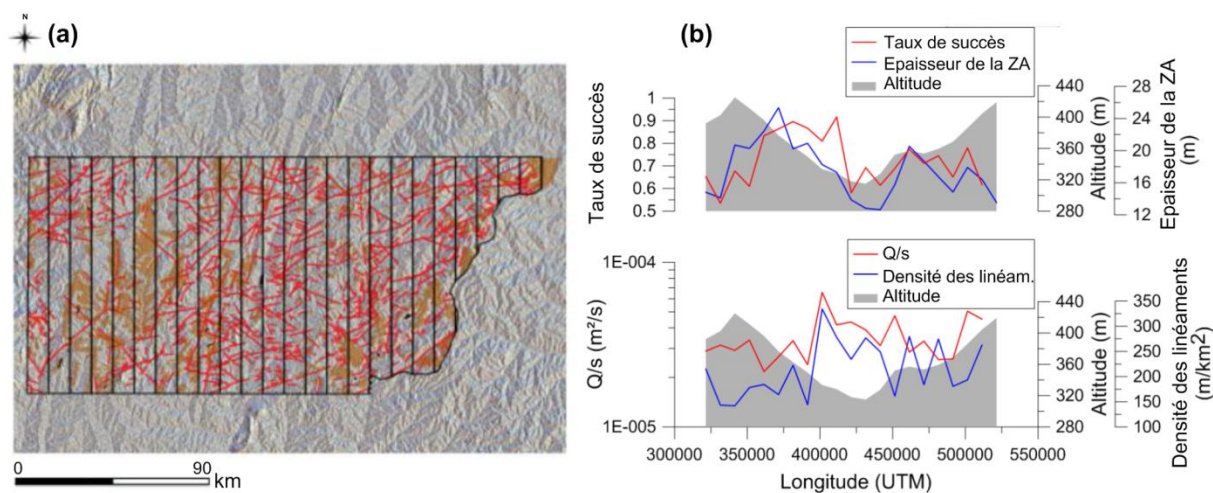 N
(a)
0 90
km
(b)
Taux de succès
Epaisseur de la ZA
Altitude
Taux de succès
1
0.9
0.8
0.7
0.6
0.5
440
400
360
320
280
Altitude (m)
28
24
20
16
12
Epaisseur de la ZA
(m)
Q/s
Densité des linéam.
Altitude
Q/s (m²/s)
1E-004
1E-005
440
400
360
320
280
Altitude (m)
350
300
250
200
150
100
Densité des linéaments
(m/km²)
300000 350000 400000 450000 500000 550000
Longitude (UTM)